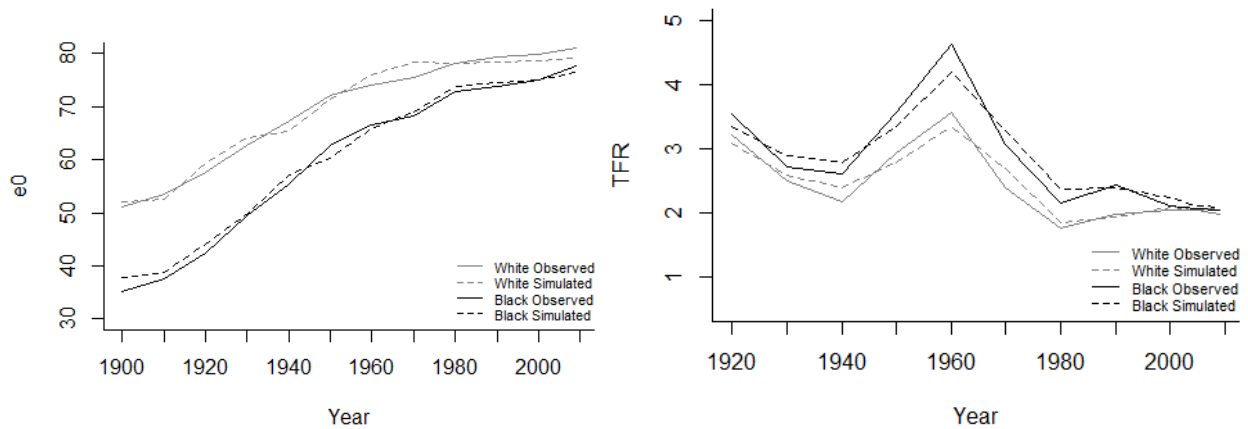 80
70
60
50
40
30
e0
White Observed
White Simulated
Black Observed
Black Simulated
1900 1920 1940 1960 1980 2000
Year
5
4
3
2
1
TFR
White Observed
White Simulated
Black Observed
Black Simulated
1920 1940 1960 1980 2000
Year